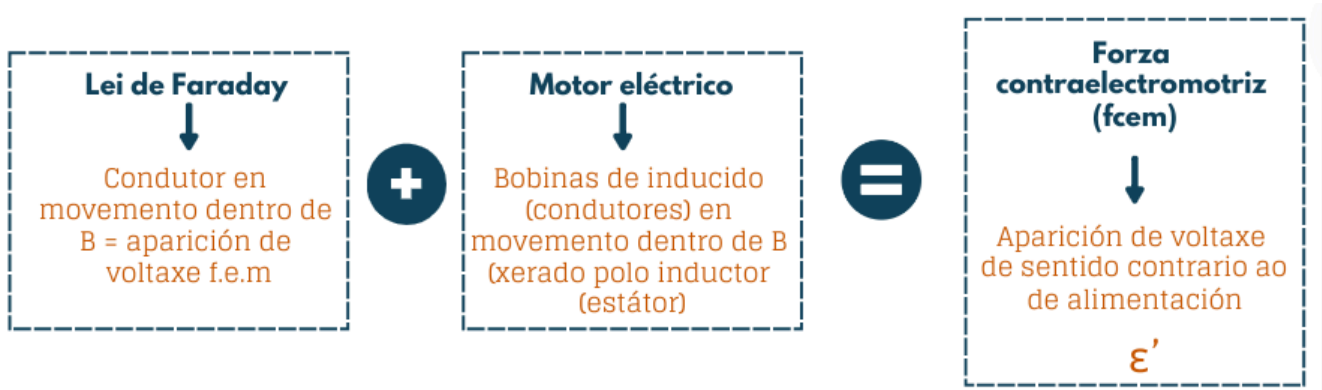 Lei de Faraday
Condutor en
movemento dentro de
B = aparición de
voltaxe f.e.m
+
Motor eléctrico
Bobinas de inducido
(condutores) en
movemento dentro de B
(xerado polo inductor
(estátor)
=
Forza
contraelectromotriz
(fcem)
Aparición de voltaxe
de sentido contrario ao
de alimentación
ε’